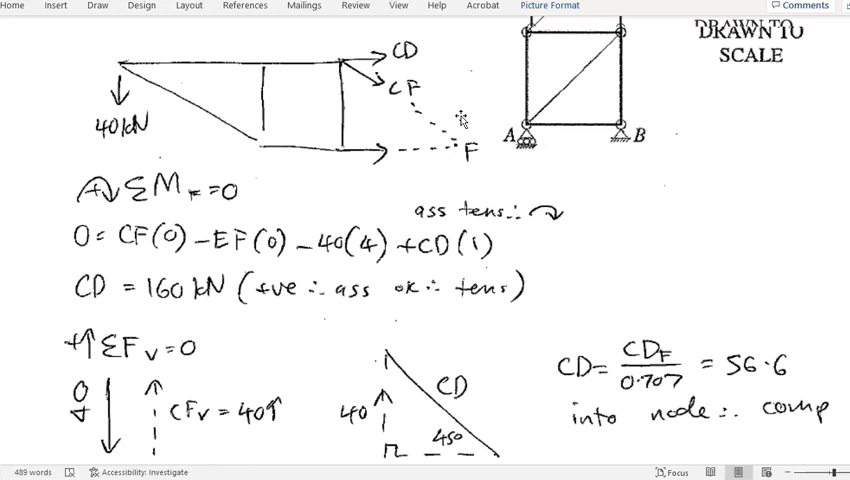 Home Insert Draw Design Layout References Mailings Review View Help Acrobat Picture Format Comments
CD
CF
40kN
F
DRAWN TO
SCALE
A B
+ ΣM F =0
ass tens ∴
0= CF(0) -EF(0) -40(4) +CD(1)
CD = 160 kN (+ve ∴ ass ok ∴ tens)
+↑ ΣFv=0
40
CFv = 40↑
40
CD
450
CD= CDF/0.707 = 56.6
into node ∴ comp
489 words Accessibility: Investigate Focus